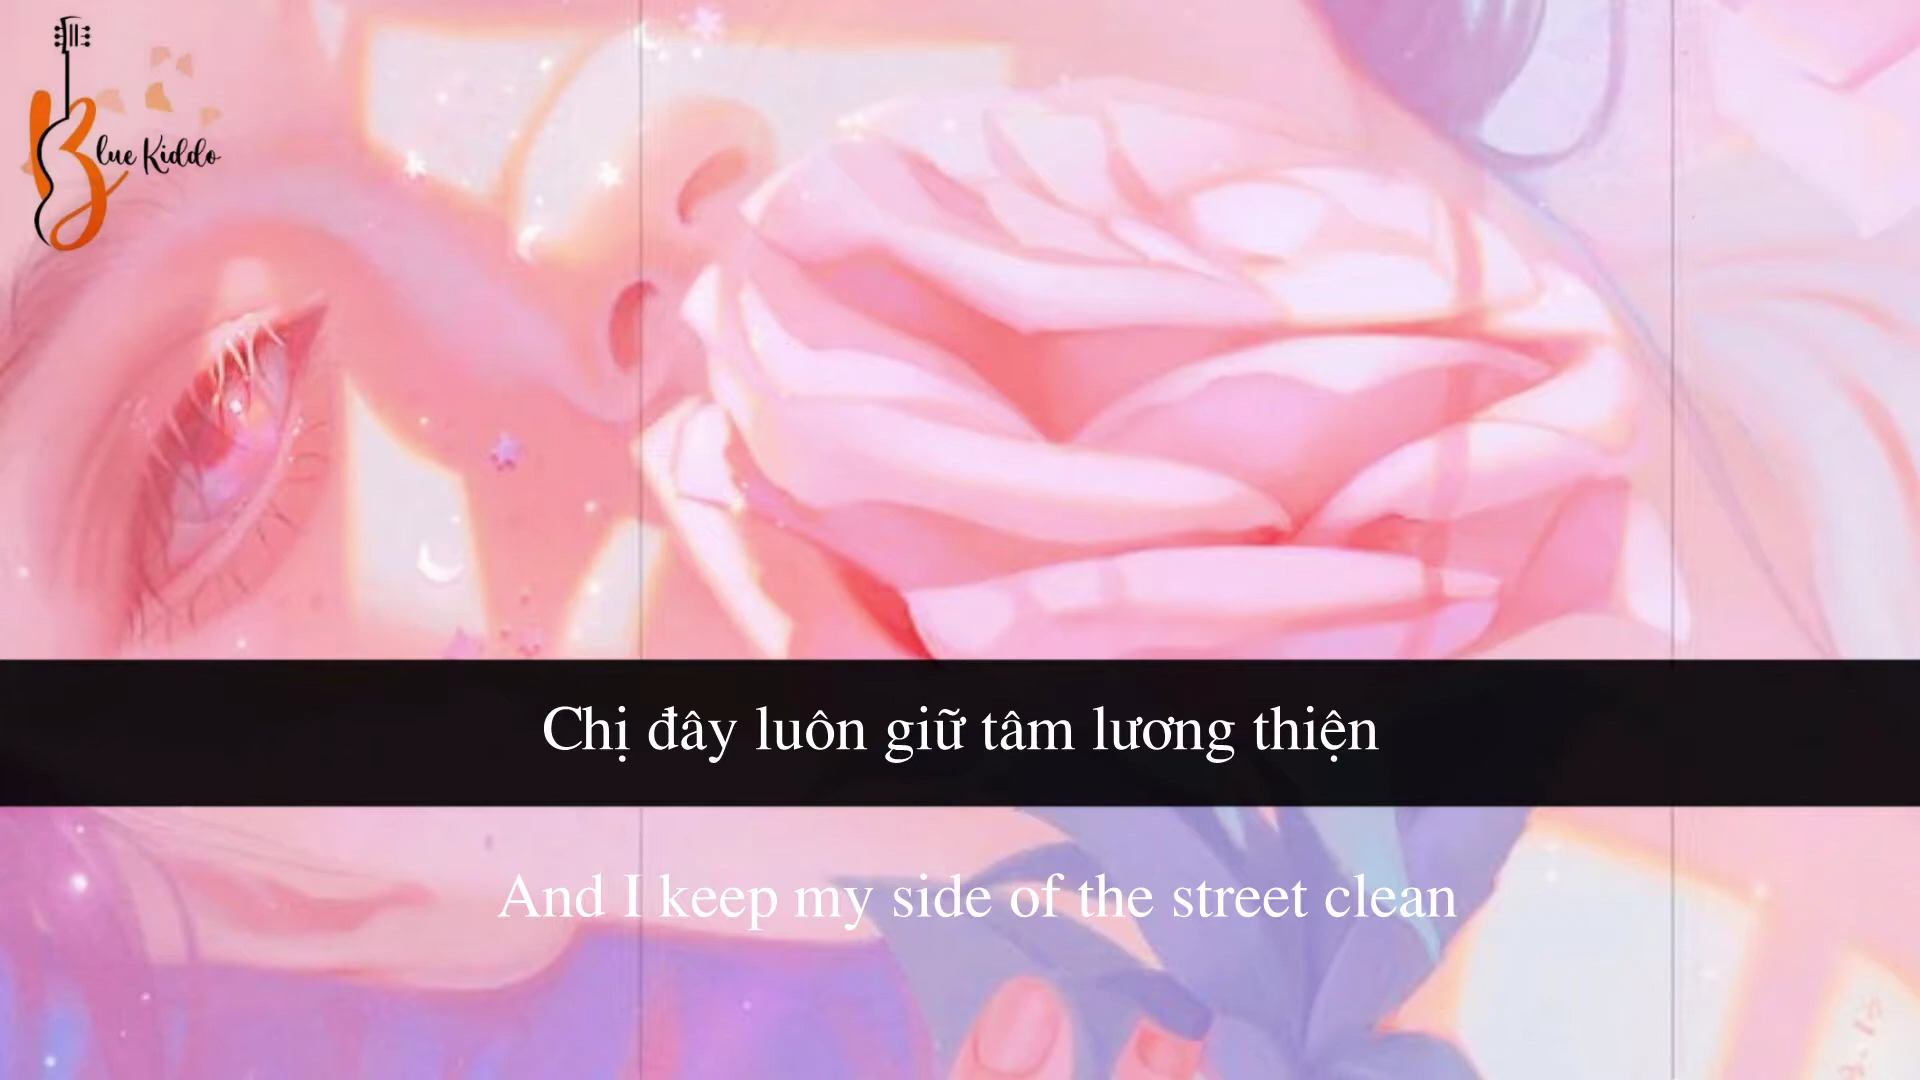 Blue Kiddo
Chị đây luôn giữ tâm lương thiện
And I keep my side of the street clean